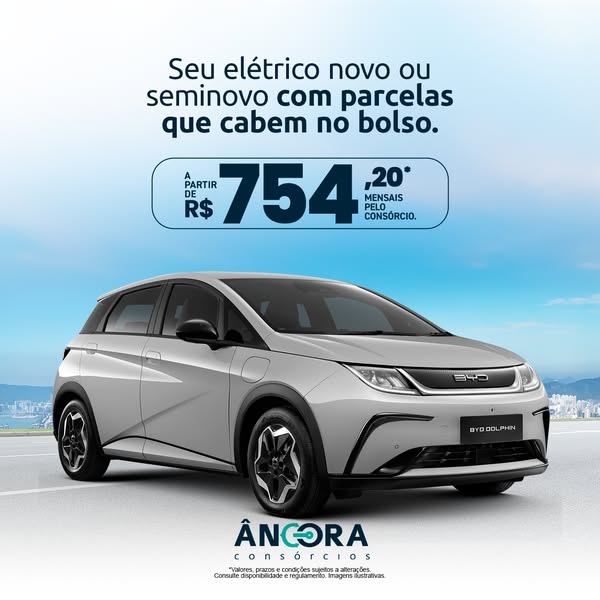 Seu elétrico novo ou
seminovo com parcelas
que cabem no bolso.
A PARTIR DE R$ 754,20* MENSAIS PELO CONSÓRCIO.
BYD
BYD DOLPHIN
ÂNCORA
consórcios
*Valores, prazos e condições sujeitos a alterações.
Consulte disponibilidade e regulamento. Imagens ilustrativas.